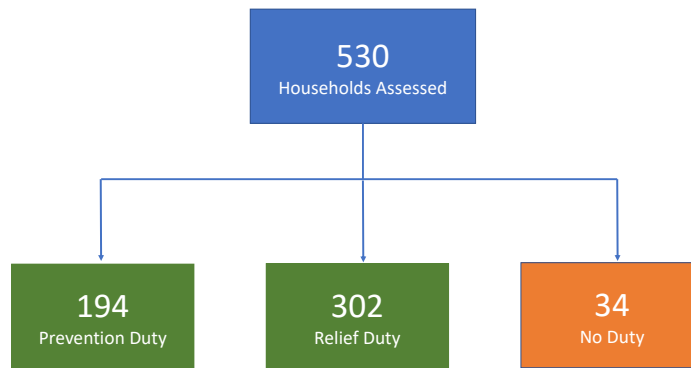 530
Households Assessed
194
Prevention Duty
302
Relief Duty
34
No Duty